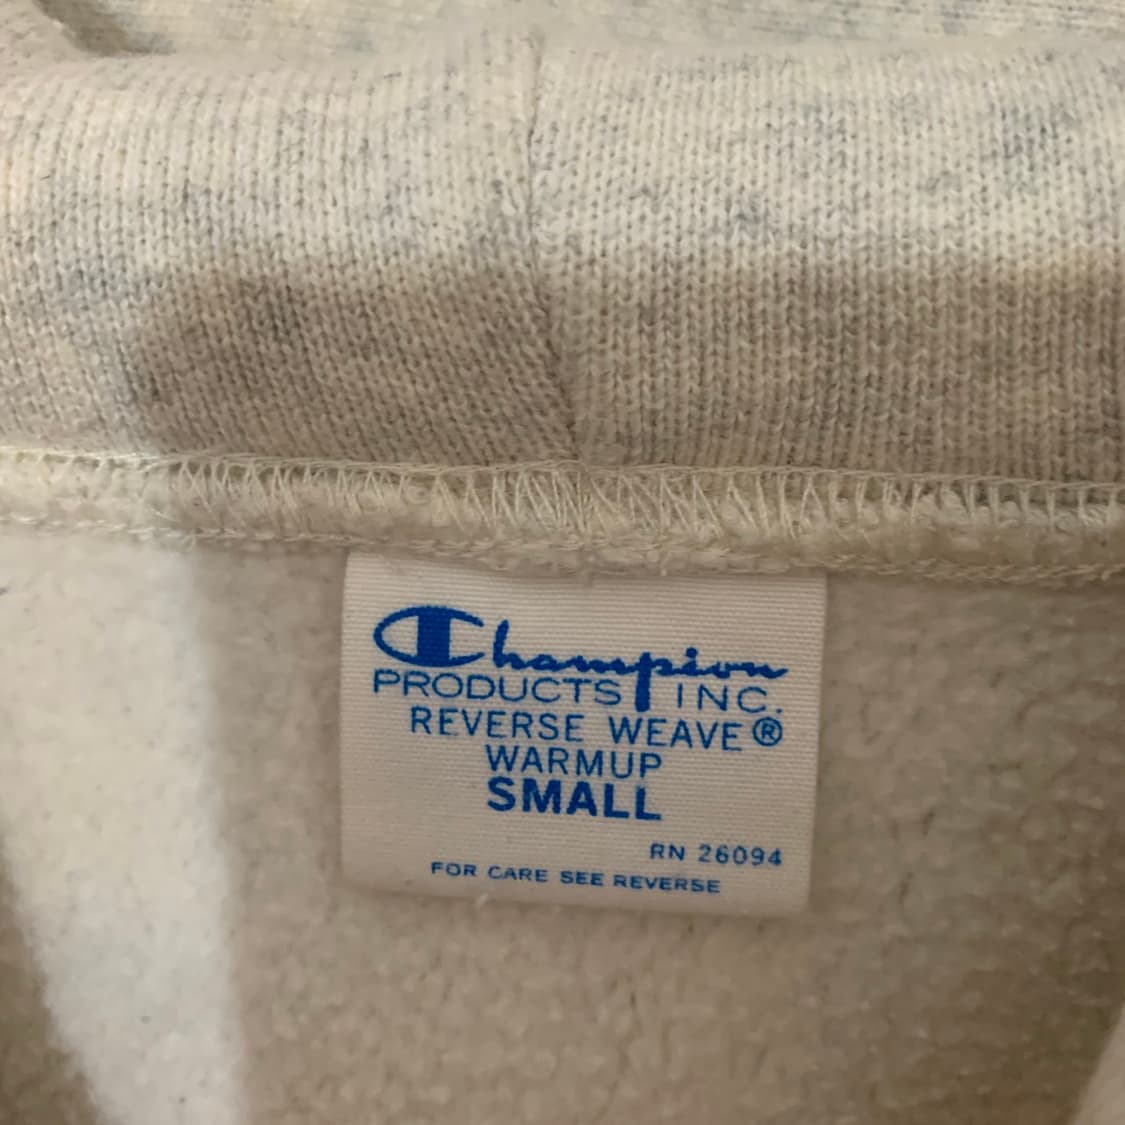 Champion
PRODUCTS INC.
REVERSE WEAVE®
WARMUP
SMALL
RN 26094
FOR CARE SEE REVERSE